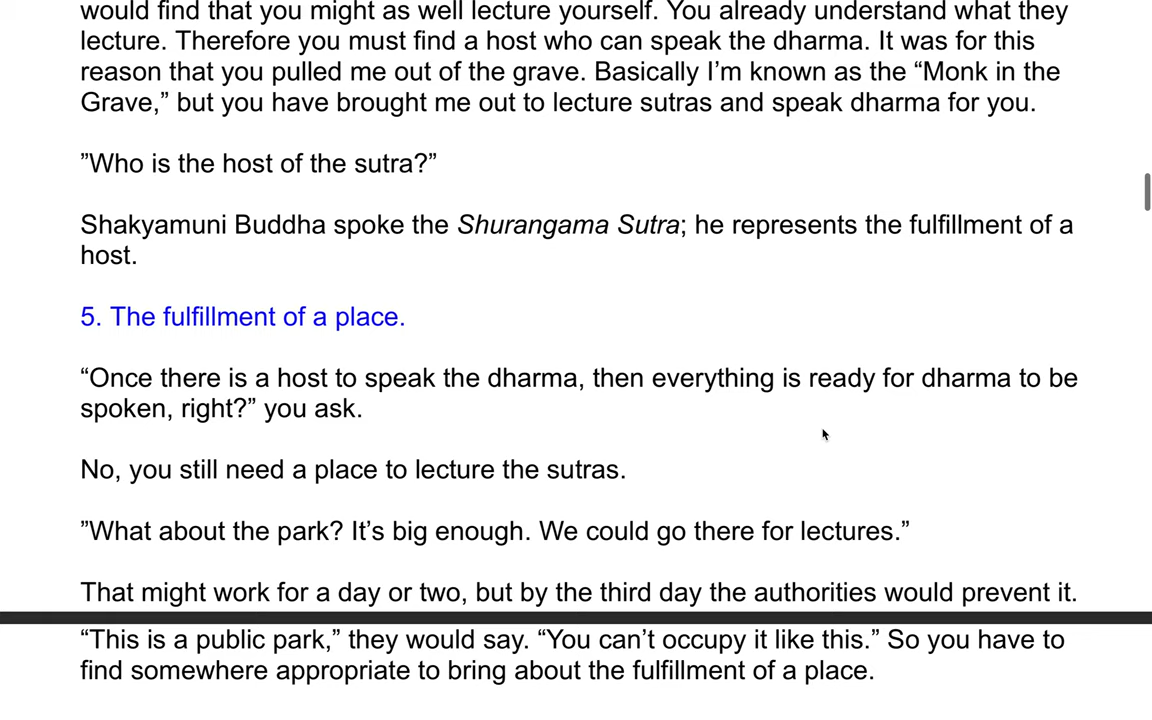 would find that you might as well lecture yourself. You already understand what they
lecture. Therefore you must find a host who can speak the dharma. It was for this
reason that you pulled me out of the grave. Basically I’m known as the “Monk in the
Grave,” but you have brought me out to lecture sutras and speak dharma for you.
”Who is the host of the sutra?”
Shakyamuni Buddha spoke the Shurangama Sutra; he represents the fulfillment of a
host.
5. The fulfillment of a place.
“Once there is a host to speak the dharma, then everything is ready for dharma to be
spoken, right?” you ask.
No, you still need a place to lecture the sutras.
”What about the park? It’s big enough. We could go there for lectures.”
That might work for a day or two, but by the third day the authorities would prevent it.
“This is a public park,” they would say. “You can’t occupy it like this.” So you have to
find somewhere appropriate to bring about the fulfillment of a place.